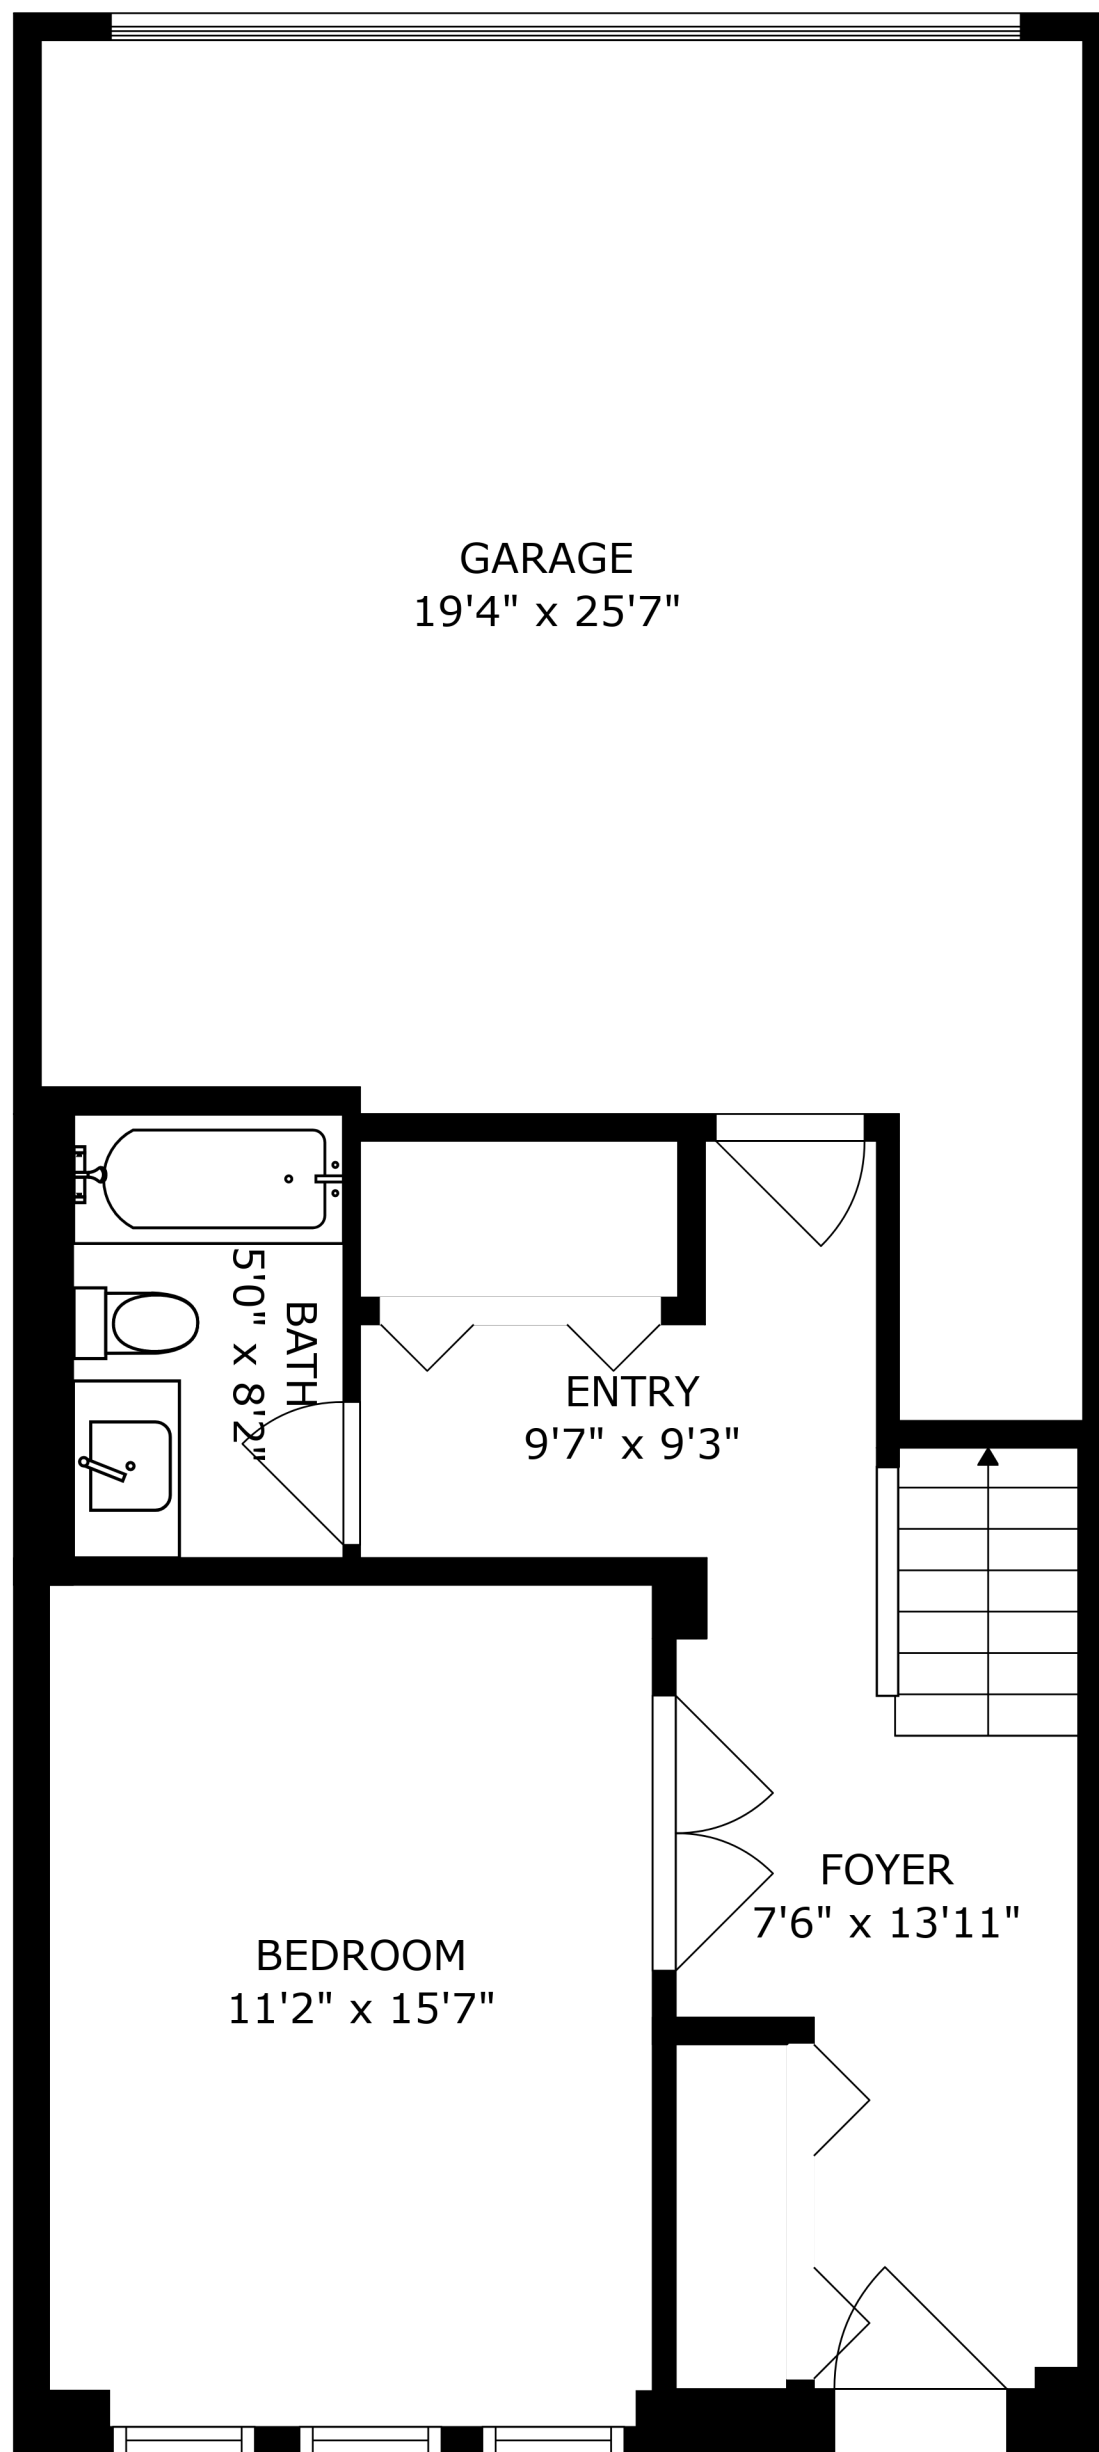 GARAGE
19'4" x 25'7"
BATH
5'0" x 8'2"
ENTRY
9'7" x 9'3"
FOYER
7'6" x 13'11"
BEDROOM
11'2" x 15'7"